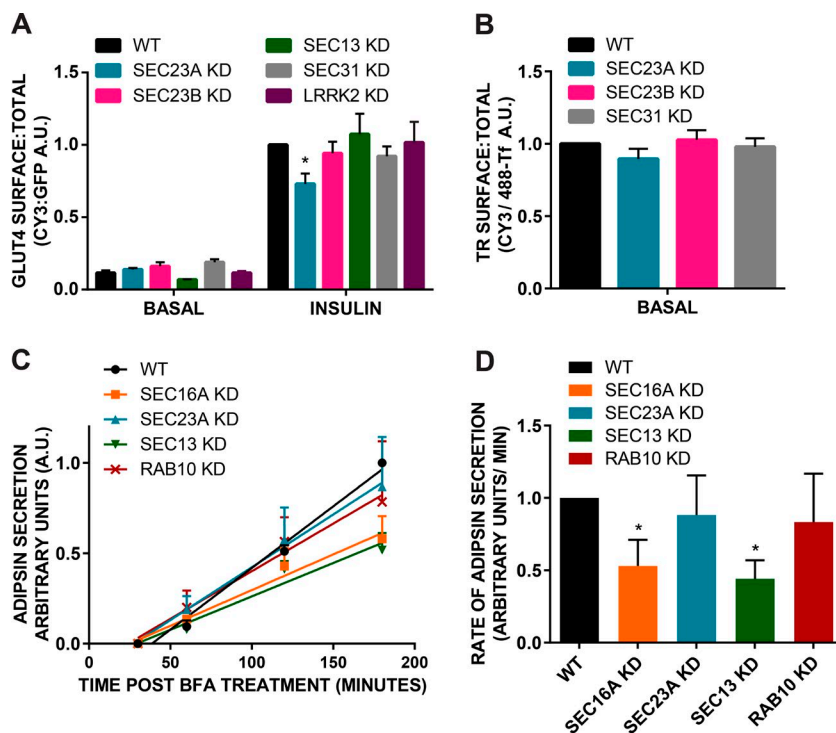 A
WT
SEC23A KD
SEC23B KD
SEC13 KD
SEC31 KD
LRRK2 KD
GLUT4 SURFACE:TOTAL
(CY3:GFP A.U.)
1.5
1.0
0.5
0.0
*
BASAL
INSULIN
B
WT
SEC23A KD
SEC23B KD
SEC31 KD
TR SURFACE:TOTAL
(CY3/ 488-Tf A.U.)
1.5
1.0
0.5
0.0
BASAL
C
WT
SEC16A KD
SEC23A KD
SEC13 KD
RAB10 KD
ADIPSIN SECRETION
ARBITRARY UNITS (A.U.)
1.0
0.5
0.0
0
50
100
150
200
TIME POST BFA TREATMENT (MINUTES)
D
WT
SEC16A KD
SEC23A KD
SEC13 KD
RAB10 KD
RATE OF ADIPSIN SECRETION
(ARBITRARY UNITS/ MIN)
1.5
1.0
0.5
0.0
*
*
WT
SEC16A KD
SEC23A KD
SEC13 KD
RAB10 KD